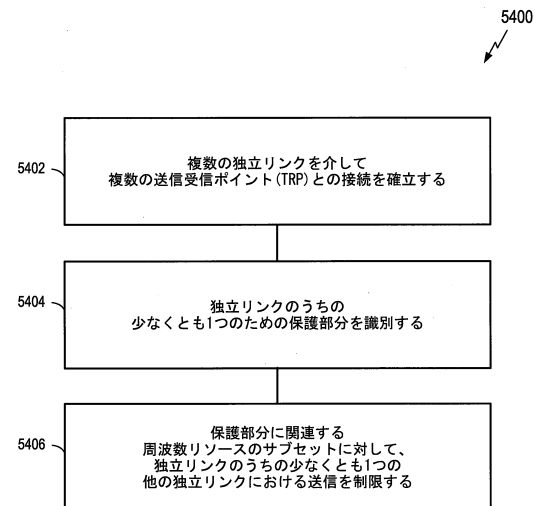 5400
5402
複数の独立リンクを介して
複数の送信受信ポイント(TRP)との接続を確立する
5404
独立リンクのうちの
少なくとも1つのための保護部分を識別する
5406
保護部分に関連する
周波数リソースのサブセットに対して、
独立リンクのうちの少なくとも1つの
他の独立リンクにおける送信を制限する